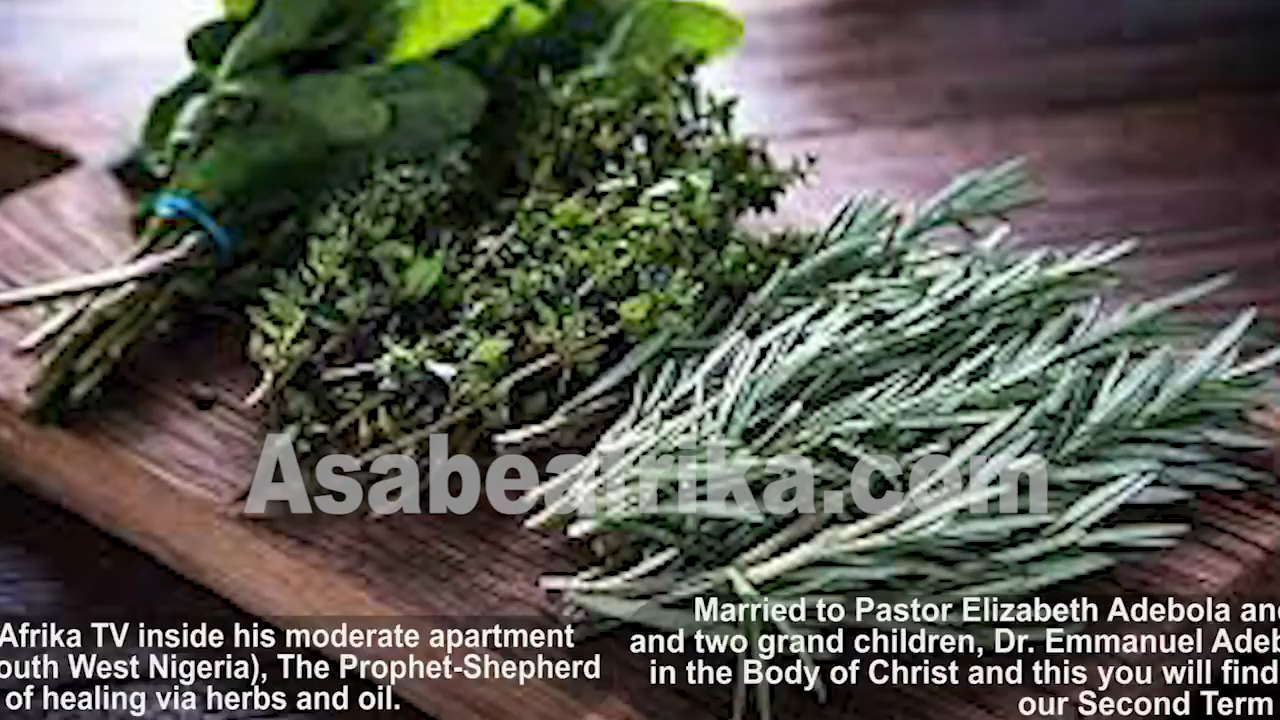 Asabeafrika.com
Afrika TV inside his moderate apartment
outh West Nigeria), The Prophet-Shepherd
of healing via herbs and oil.
Married to Pastor Elizabeth Adebola an
and two grand children, Dr. Emmanuel Adeb
in the Body of Christ and this you will find
our Second Term